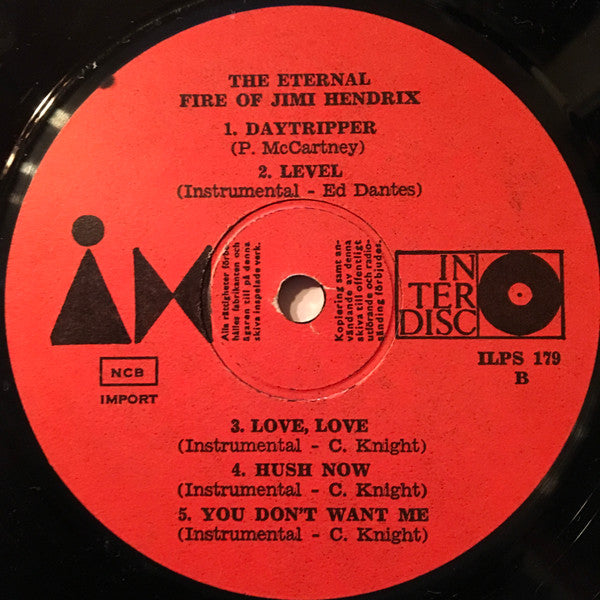 THE ETERNAL
FIRE OF JIMI HENDRIX
1. DAYTRIPPER
(P. McCartney)
2. LEVEL
(Instrumental - Ed Dantes)
Alla rättigheter förbe-
hålles fabrikanten och
ägaren till på denna
skiva inspelade verk.
Kopiering samt an-
vändande av denna
skiva till offentligt
utförande och radio-
sänding förbjudes.
IN
TER
DISC
NCB
IMPORT
ILPS 179
B
3. LOVE, LOVE
(Instrumental - C. Knight)
4. HUSH NOW
(Instrumental - C. Knight)
5. YOU DON'T WANT ME
(Instrumental - C. Knight)